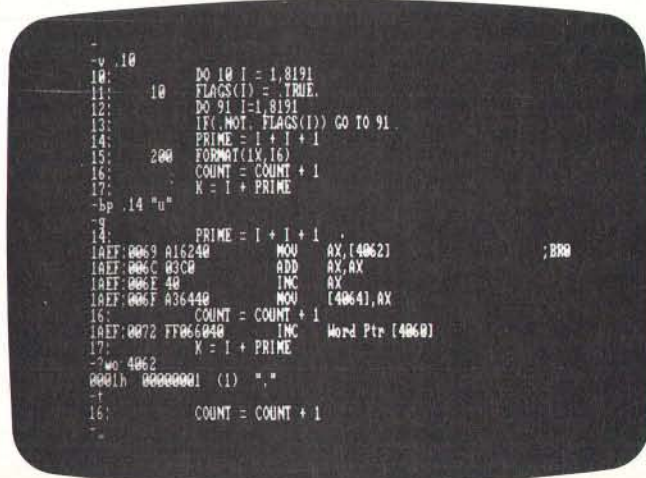 -
-v .10
10: DO 10 I = 1,8191
11: 10 FLAGS(I) = .TRUE.
12: DO 91 I=1,8191
13: IF(.NOT. FLAGS(I)) GO TO 91
14: PRIME = I + I + 1
15: 200 FORMAT(1X,I6)
16: COUNT = COUNT + 1
17: K = I + PRIME
-bp .14 "u"
-g
14: PRIME = I + I + 1
1AEF:0069 A16240 MOV AX,[4062] ;BR0
1AEF:006C 03C0 ADD AX,AX
1AEF:006E 40 INC AX
1AEF:006F A36440 MOV [4064],AX
16: COUNT = COUNT + 1
1AEF:0072 FF066040 INC Word Ptr [4060]
17: K = I + PRIME
-?wo 4062
0001h 00000001 (1) "."
-t
16: COUNT = COUNT + 1
-_